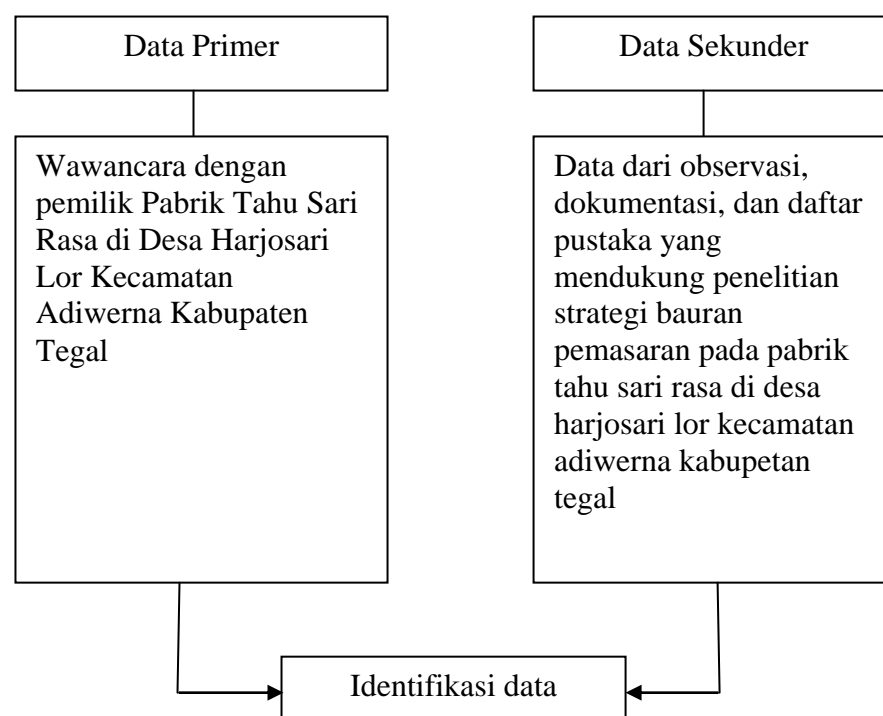 Data Primer
Data Sekunder
Wawancara dengan
pemilik Pabrik Tahu Sari
Rasa di Desa Harjosari
Lor Kecamatan
Adiwerna Kabupaten
Tegal
Data dari observasi,
dokumentasi, dan daftar
pustaka yang
mendukung penelitian
strategi bauran
pemasaran pada pabrik
tahu sari rasa di desa
harjosari lor kecamatan
adiwerna kabupetan
tegal
Identifikasi data